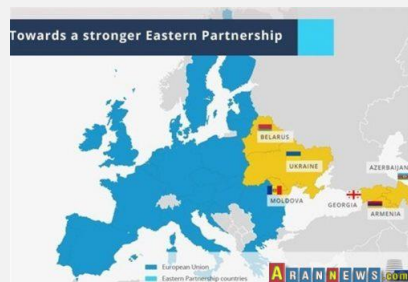 Towards a stronger Eastern Partnership
BELARUS
UKRAINE
AZERBAIJAN
MOLDOVA
GEORGIA
ARMENIA
European Union
Eastern Partnership countries
ARANNEWS.com